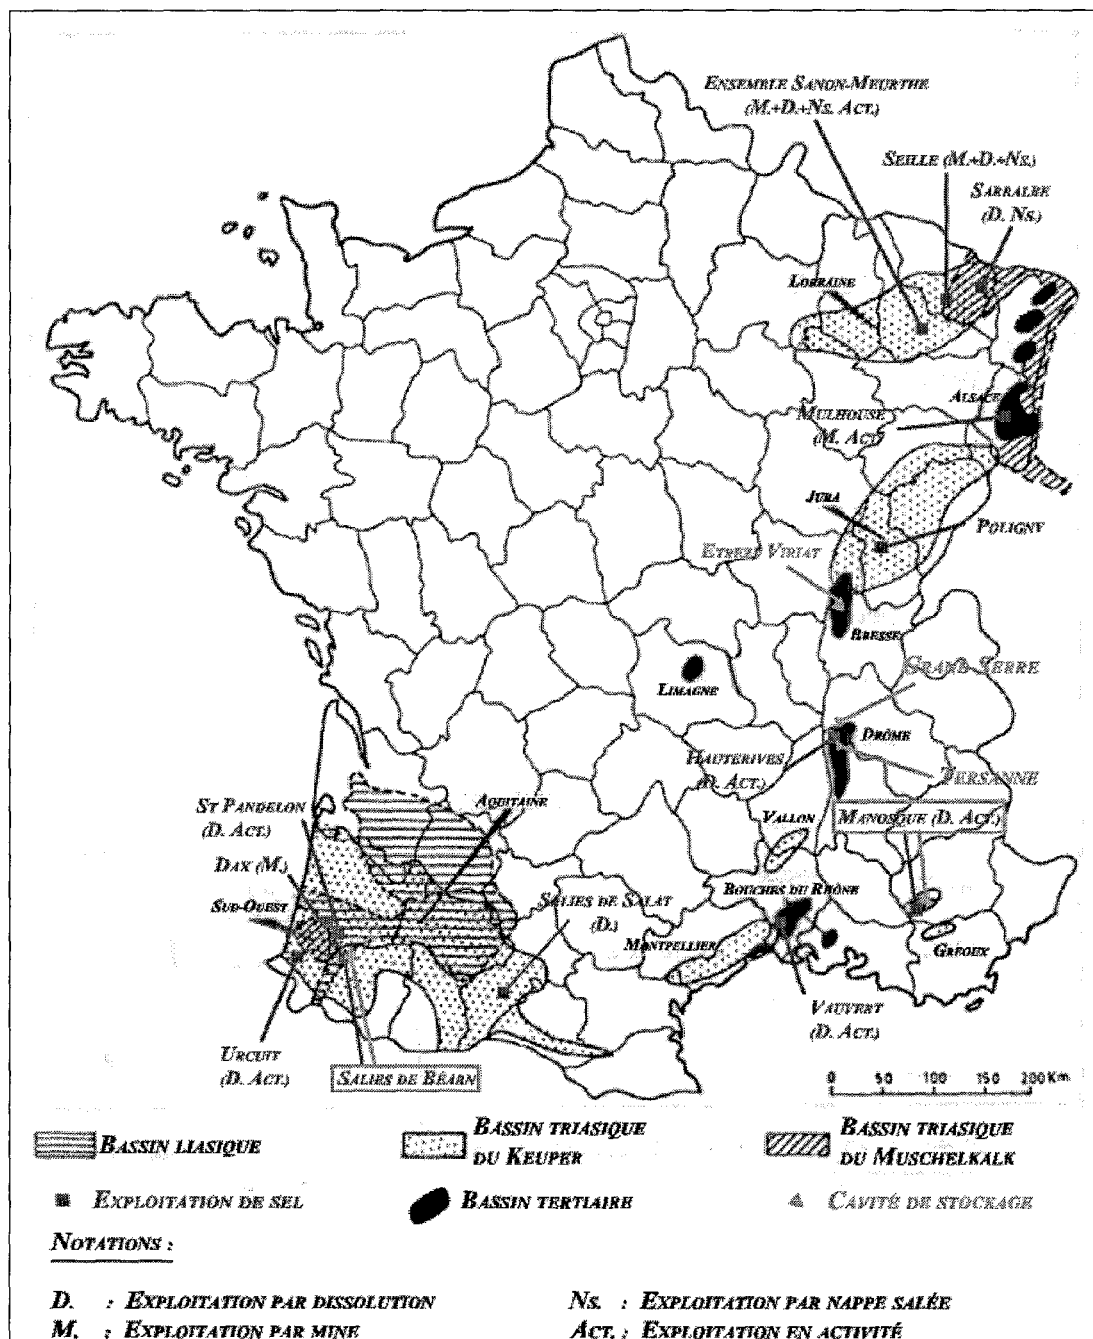 ENSEMBLE SANON-MEURTHE
(M.+D.+NS. ACT.)
SEILLE (M.+D.+NS.)
SARRALBE
(D. NS.)
LORRAINE
ALSACE
MULHOUSE
(M. ACT)
JURA
POLIGNY
ETREZ VIRIAT
BRESSE
GRAND SERRE
LIMAGNE
DRÔME
HAUTERIVES
(D. ACT.)
TERSANNE
ST PANDELON
(D. ACT.)
AQUITAINE
VALLON
MANOSQUE (D. ACT.)
DAX (M.)
SUD-OUEST
SALIES DE SALAT
(D.)
BOUCHES DU RHÔNE
MONTPELLIER
GRÉOUX
VAUVERT
(D. ACT.)
URCUIT
(D. ACT.)
SALIES DE BÉARN
0 50 100 150 200 Km
BASSIN LIASIQUE
BASSIN TRIASIQUE
DU KEUPER
BASSIN TRIASIQUE
DU MUSCHELKALK
EXPLOITATION DE SEL
BASSIN TERTIAIRE
CAVITÉ DE STOCKAGE
NOTATIONS :
D. : EXPLOITATION PAR DISSOLUTION
NS. : EXPLOITATION PAR NAPPE SALÉE
M. : EXPLOITATION PAR MINE
ACT. : EXPLOITATION EN ACTIVITÉ